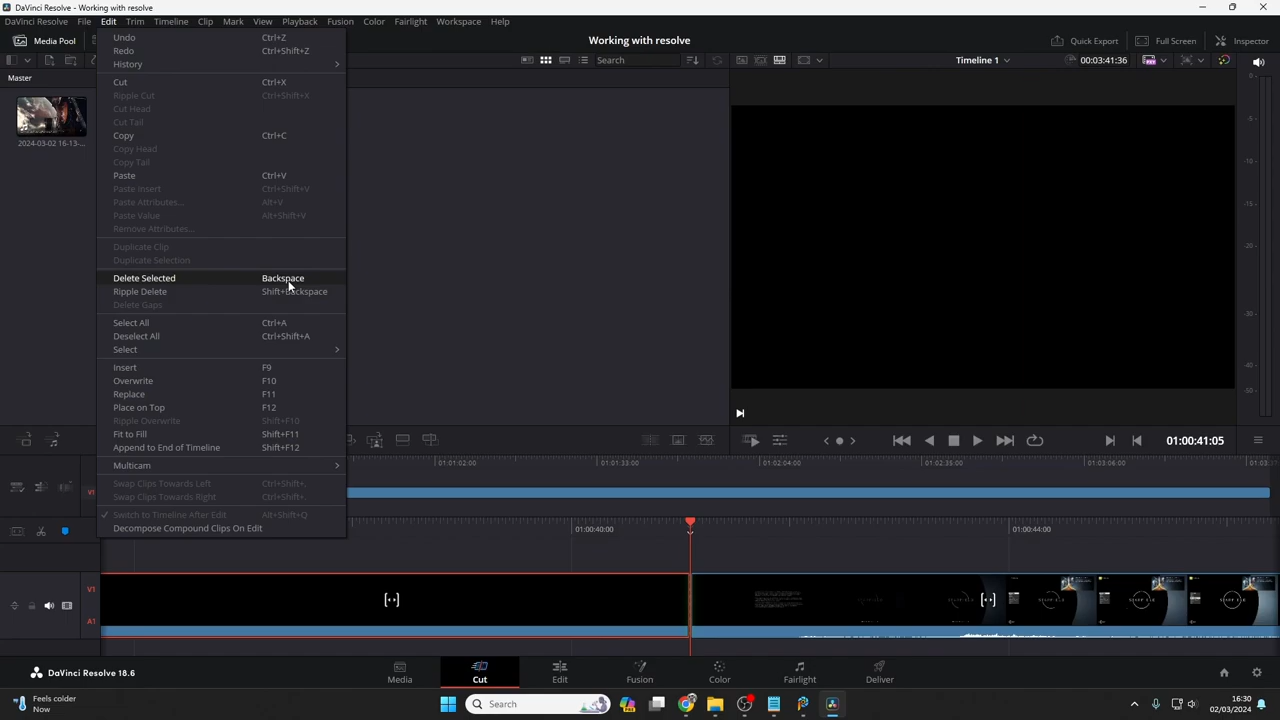 DaVinci Resolve - Working with resolve
DaVinci Resolve File Edit Trim Timeline Clip Mark View Playback Fusion Color Fairlight Workspace Help
Media Pool
Working with resolve
Quick Export Full Screen Inspector
Search
Timeline 1
00:03:41:36
Master
2024-03-02 16-13-...
Undo Ctrl+Z
Redo Ctrl+Shift+Z
History
Cut Ctrl+X
Ripple Cut Ctrl+Shift+X
Cut Head
Cut Tail
Copy Ctrl+C
Copy Head
Copy Tail
Paste Ctrl+V
Paste Insert Ctrl+Shift+V
Paste Attributes... Alt+V
Paste Value Alt+Shift+V
Remove Attributes...
Duplicate Clip
Duplicate Selection
Delete Selected Backspace
Ripple Delete Shift+Backspace
Delete Gaps
Select All Ctrl+A
Deselect All Ctrl+Shift+A
Select
Insert F9
Overwrite F10
Replace F11
Place on Top F12
Ripple Overwrite Shift+F10
Fit to Fill Shift+F11
Append to End of Timeline Shift+F12
Multicam
Swap Clips Towards Left Ctrl+Shift+,
Swap Clips Towards Right Ctrl+Shift+.
Switch to Timeline After Edit Alt+Shift+Q
Decompose Compound Clips On Edit
0
-5
-10
-15
-20
-30
-40
-50
01:00:41:05
01:01:02:00 01:01:33:00 01:02:04:00 01:02:35:00 01:03:06:00 01:03:
V1
01:00:40:00 01:00:44:00
V1
A1
DaVinci Resolve 18.6
Media Cut Edit Fusion Color Fairlight Deliver
Feels colder
Now
Search
16:30
02/03/2024